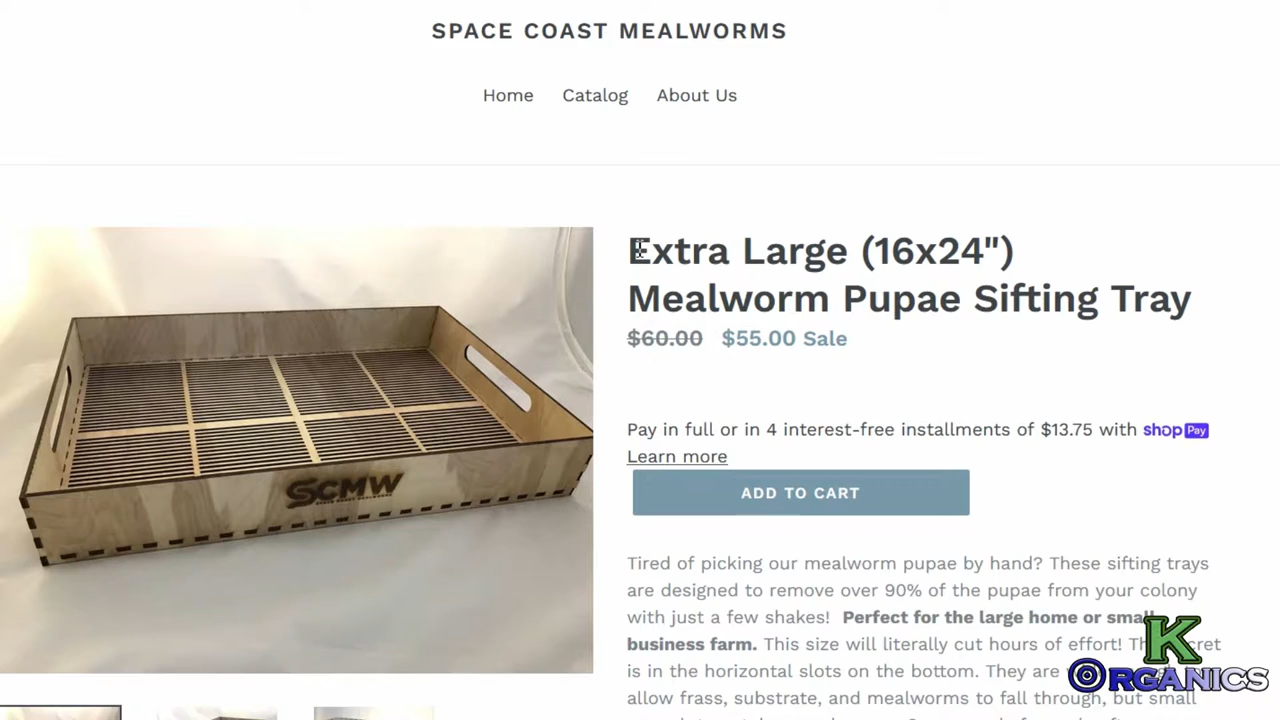 SPACE COAST MEALWORMS
Home Catalog About Us
Extra Large (16x24")
Mealworm Pupae Sifting Tray
$60.00 $55.00 Sale
Pay in full or in 4 interest-free installments of $13.75 with shop Pay
Learn more
ADD TO CART
SCMW
Tired of picking our mealworm pupae by hand? These sifting trays
are designed to remove over 90% of the pupae from your colony
with just a few shakes! Perfect for the large home or small
business farm. This size will literally cut hours of effort!
is in the horizontal slots on the bottom. They are
allow frass, substrate, and mealworms to fall through, but small
K
ORGANICS